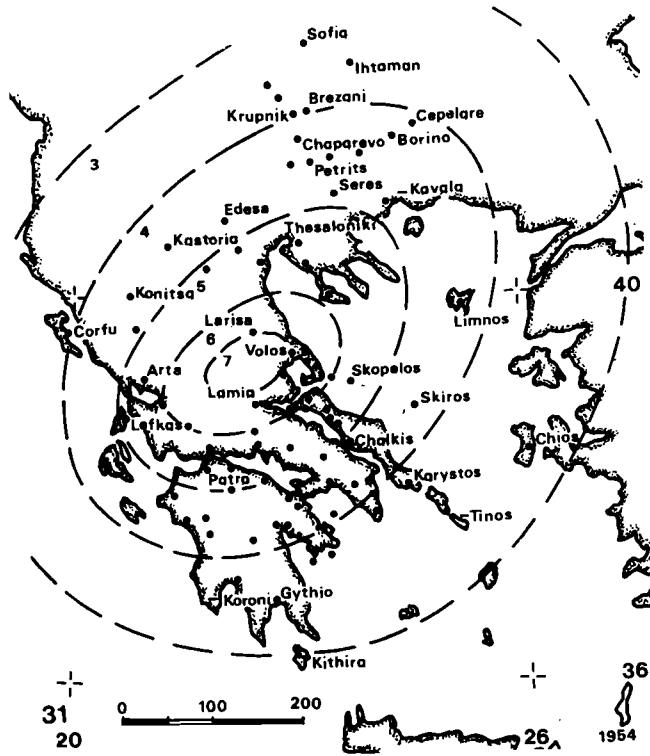 Sofia
Ihtaman
Brezani
Krupnik
Cepelare
Chaparevo
Borino
3
Petrits
Seres
Kavala
Edesa
4
Thesaloniki
Kastoria
5
40
Konitsa
Larisa
Limnos
Corfu
6
Volos
7
Arta
Skopelos
Lamia
Skiros
Lefkas
Chalkis
Chios
Karystos
Patra
Tinos
Koroni
Gythio
Kithira
36
31
0 100 200
20
26
1954